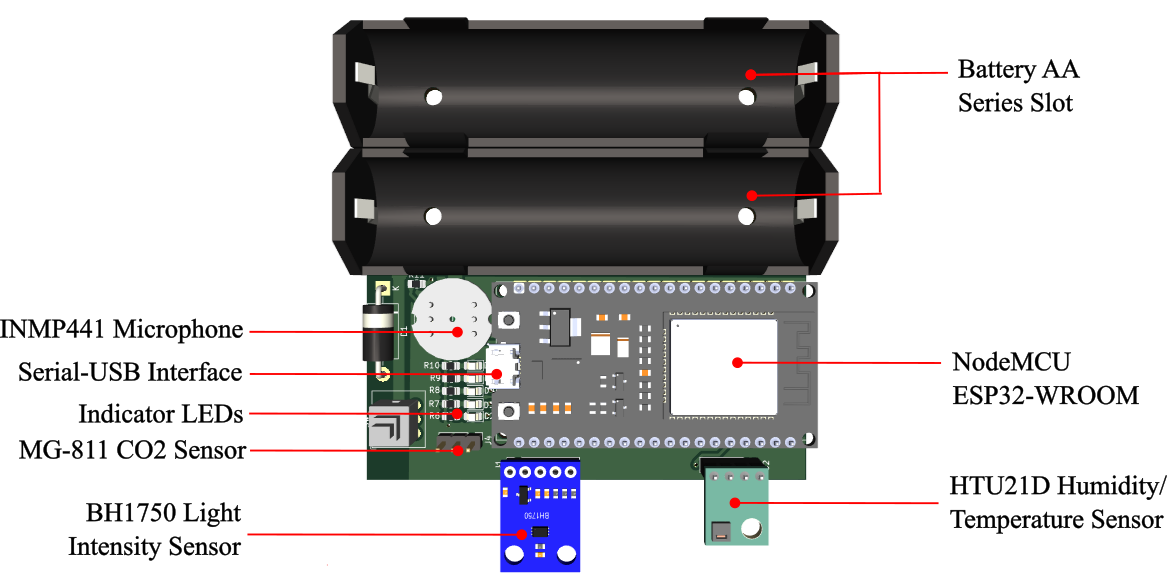 Battery AA
Series Slot
INMP441 Microphone
Serial-USB Interface
Indicator LEDs
MG-811 CO2 Sensor
BH1750 Light
Intensity Sensor
NodeMCU
ESP32-WROOM
HTU21D Humidity/
Temperature Sensor
R11
K
R10
R9
R8
R7
R6
BH1750